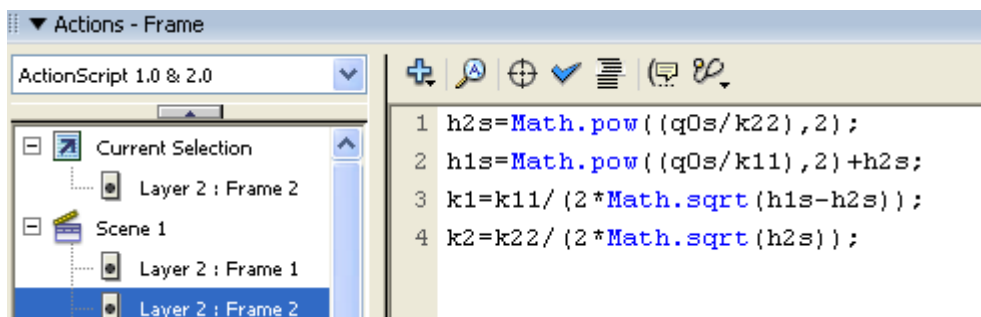 Actions - Frame
ActionScript 1.0 & 2.0
Current Selection
Layer 2 : Frame 2
Scene 1
Layer 2 : Frame 1
Layer 2 : Frame 2
1 h2s=Math.pow((q0s/k22),2);
2 h1s=Math.pow((q0s/k11),2)+h2s;
3 k1=k11/(2*Math.sqrt(h1s-h2s));
4 k2=k22/(2*Math.sqrt(h2s));